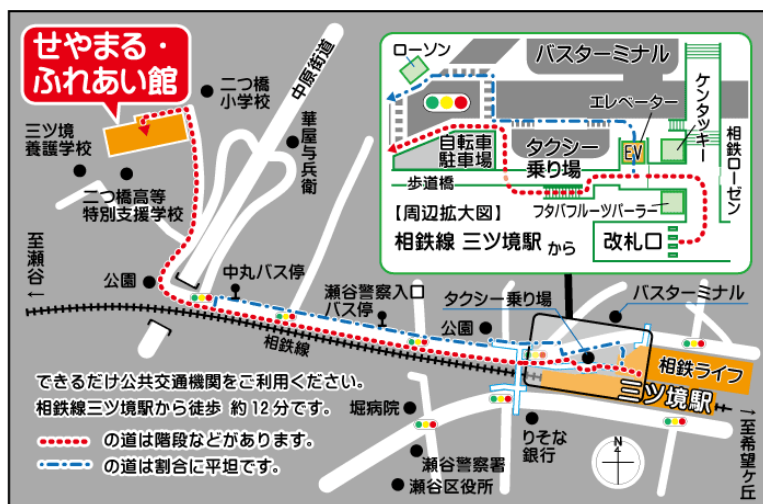 せやまる・
ふれあい館
二つ橋
小学校
中原街道
華屋与兵衛
三ツ境
養護学校
二つ橋高等
特別支援学校
至瀬谷←
公園
中丸バス停
瀬谷警察入口
バス停
相鉄線
公園
タクシー乗り場
バスターミナル
相鉄ライフ
三ツ境駅
→至希望ヶ丘
堀病院
りそな
銀行
瀬谷警察署
瀬谷区役所
N
できるだけ公共交通機関をご利用ください。
相鉄線三ツ境駅から徒歩 約12分です。
の道は階段などがあります。
の道は割合に平坦です。
ローソン
バスターミナル
エレベーター
ケンタッキー
相鉄ローゼン
自転車
駐車場
タクシー
乗り場
EV
歩道橋
【周辺拡大図】
フタバフルーツパーラー
相鉄線 三ツ境駅 から
改札口